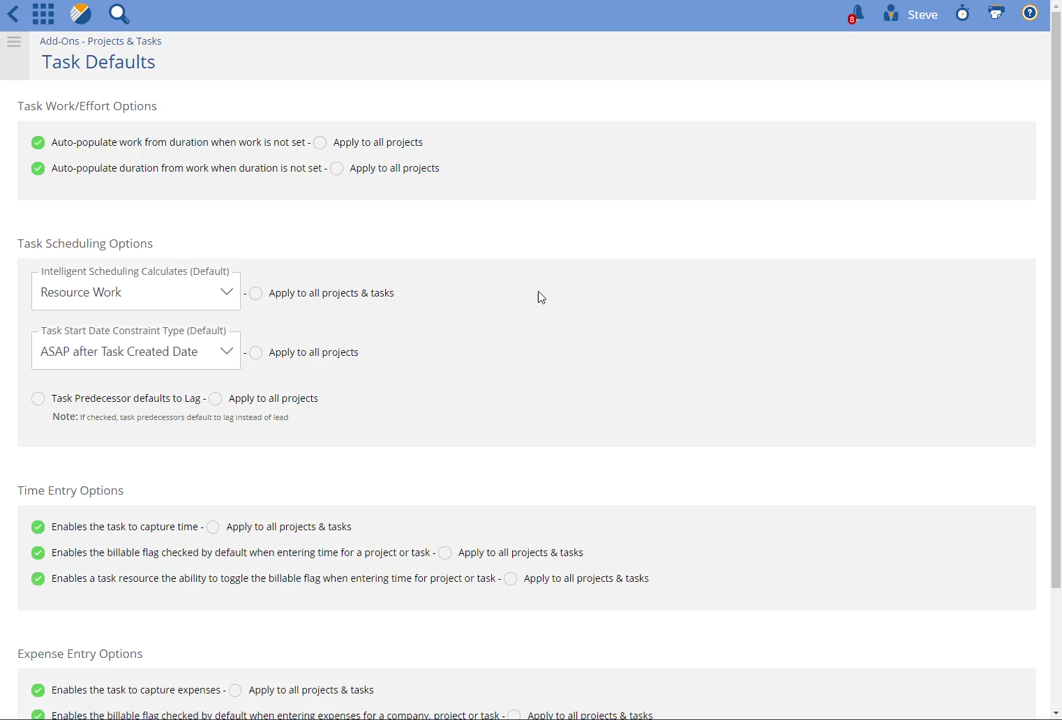 8 Steve ?
Add-Ons - Projects & Tasks
Task Defaults
Task Work/Effort Options
Auto-populate work from duration when work is not set - Apply to all projects
Auto-populate duration from work when duration is not set - Apply to all projects
Task Scheduling Options
Intelligent Scheduling Calculates (Default)
Resource Work - Apply to all projects & tasks
Task Start Date Constraint Type (Default)
ASAP after Task Created Date - Apply to all projects
Task Predecessor defaults to Lag - Apply to all projects
Note: If checked, task predecessors default to lag instead of lead
Time Entry Options
Enables the task to capture time - Apply to all projects & tasks
Enables the billable flag checked by default when entering time for a project or task - Apply to all projects & tasks
Enables a task resource the ability to toggle the billable flag when entering time for project or task - Apply to all projects & tasks
Expense Entry Options
Enables the task to capture expenses - Apply to all projects & tasks
Enables the billable flag checked by default when entering expenses for a company, project or task - Apply to all projects & tasks